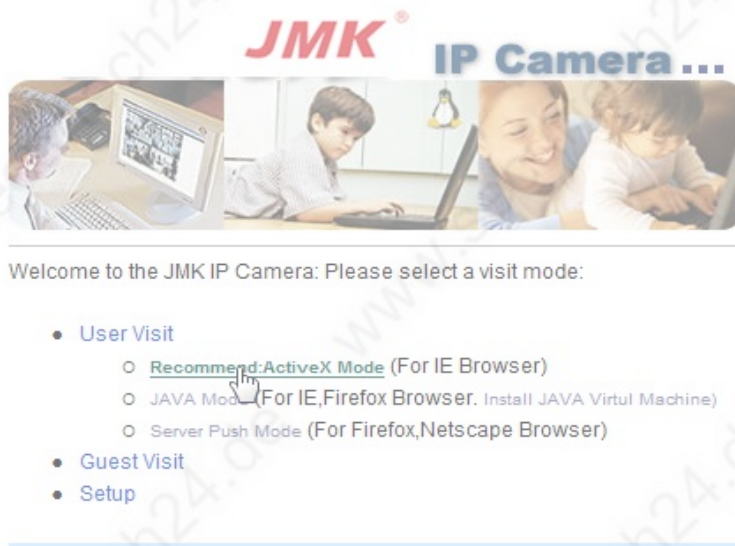 JMK ®
IP Camera...
Welcome to the JMK IP Camera: Please select a visit mode:
User Visit
Recommend:ActiveX Mode (For IE Browser)
JAVA Mode (For IE,Firefox Browser. Install JAVA Virtul Machine)
Server Push Mode (For Firefox,Netscape Browser)
Guest Visit
Setup